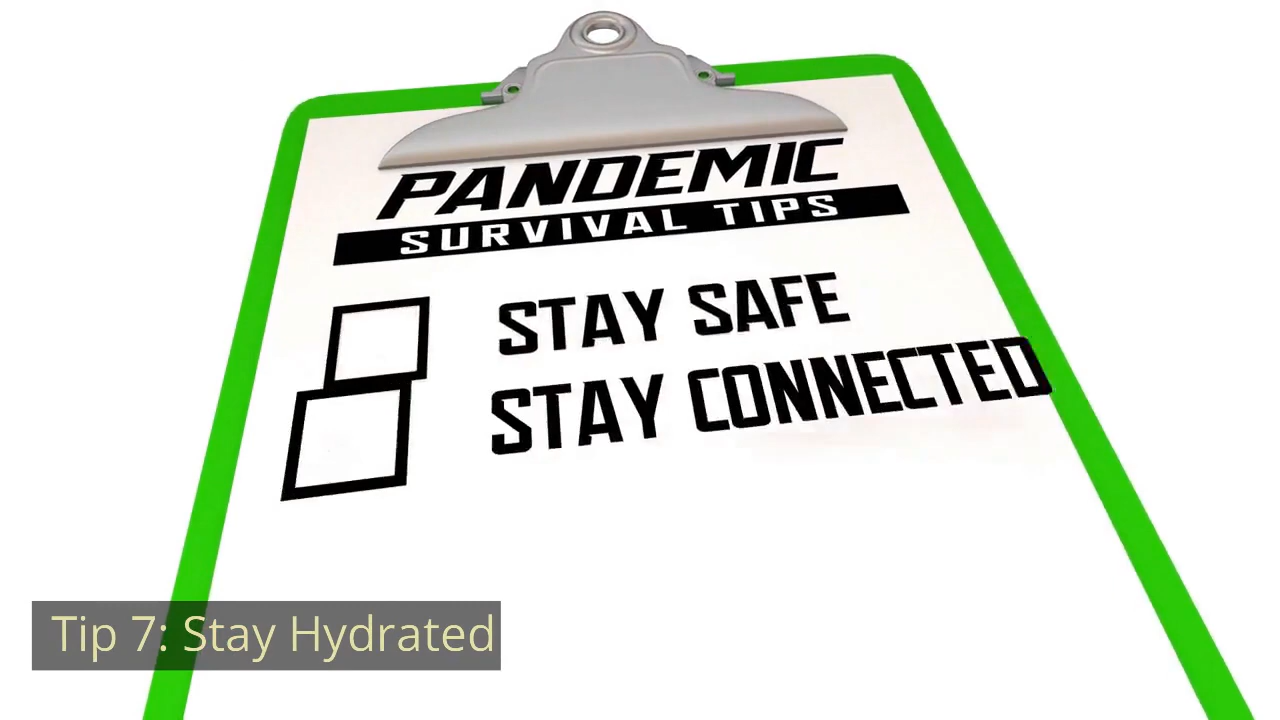 PANDEMIC
SURVIVAL TIPS
STAY SAFE
STAY CONNECTED
Tip 7: Stay Hydrated